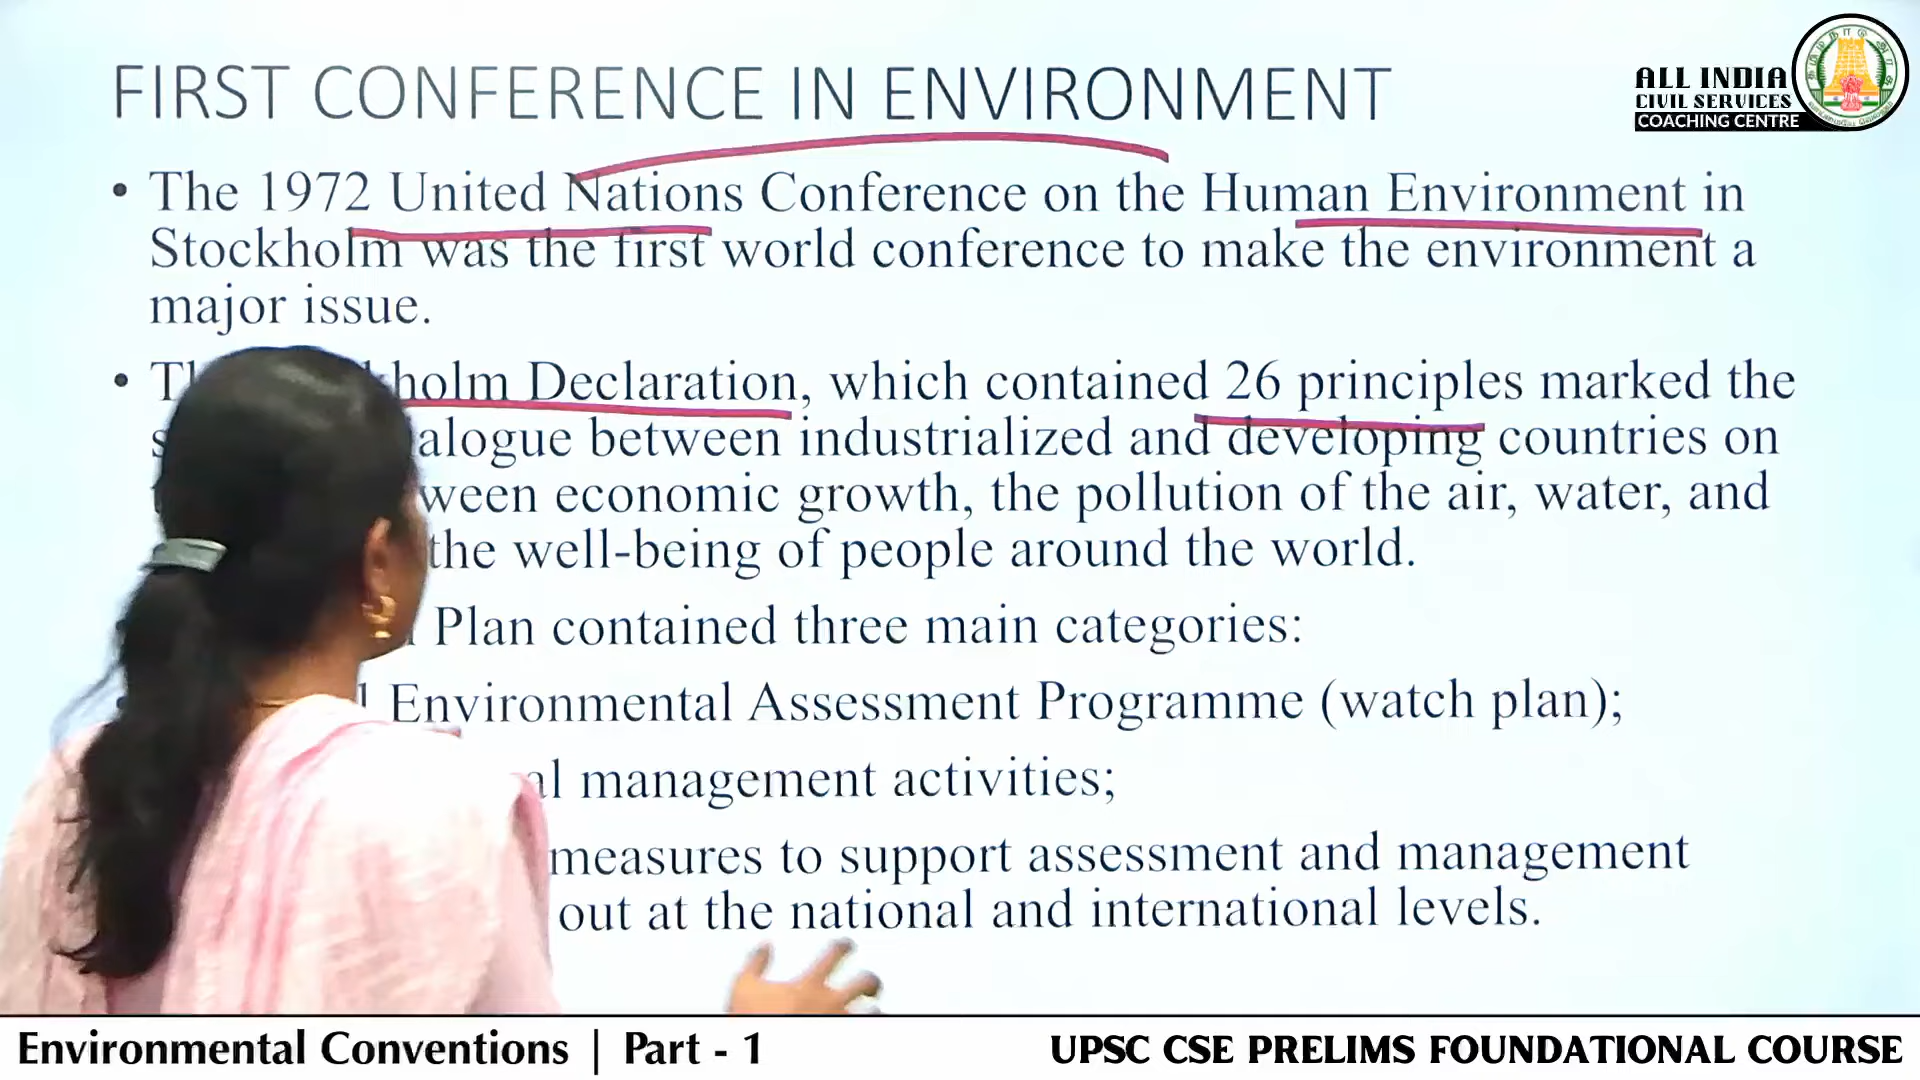 FIRST CONFERENCE IN ENVIRONMENT
ALL INDIA
CIVIL SERVICES
COACHING CENTRE
• The 1972 United Nations Conference on the Human Environment in
Stockholm was the first world conference to make the environment a
major issue.
• holm Declaration, which contained 26 principles marked the
alogue between industrialized and developing countries on
ween economic growth, the pollution of the air, water, and
the well-being of people around the world.
Plan contained three main categories:
Environmental Assessment Programme (watch plan);
al management activities;
measures to support assessment and management
out at the national and international levels.
Environmental Conventions | Part - 1
UPSC CSE PRELIMS FOUNDATIONAL COURSE